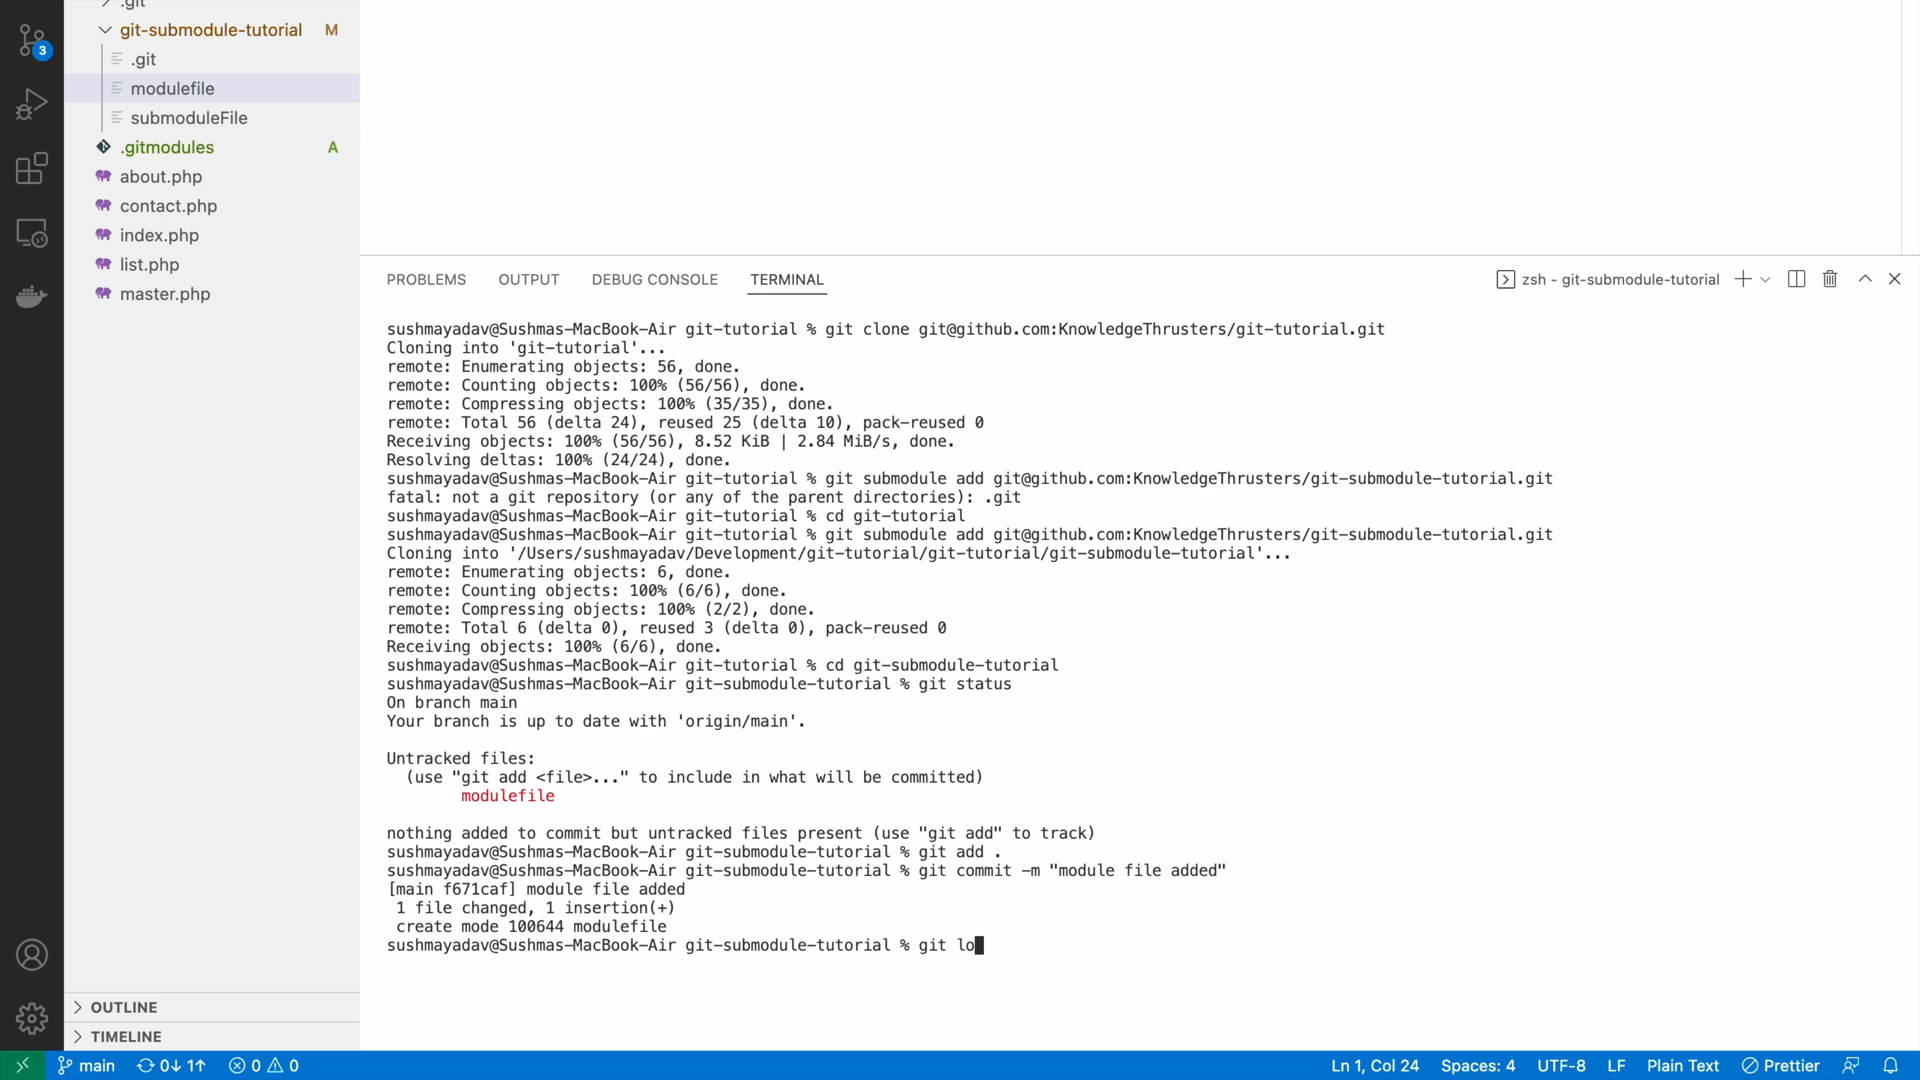 .git
git-submodule-tutorial M
.git
modulefile
submoduleFile
.gitmodules A
about.php
contact.php
index.php
list.php
master.php
OUTLINE
TIMELINE
3
PROBLEMS OUTPUT DEBUG CONSOLE TERMINAL
zsh - git-submodule-tutorial
sushmayadav@Sushmas-MacBook-Air git-tutorial % git clone git@github.com:KnowledgeThrusters/git-tutorial.git
Cloning into 'git-tutorial'...
remote: Enumerating objects: 56, done.
remote: Counting objects: 100% (56/56), done.
remote: Compressing objects: 100% (35/35), done.
remote: Total 56 (delta 24), reused 25 (delta 10), pack-reused 0
Receiving objects: 100% (56/56), 8.52 KiB | 2.84 MiB/s, done.
Resolving deltas: 100% (24/24), done.
sushmayadav@Sushmas-MacBook-Air git-tutorial % git submodule add git@github.com:KnowledgeThrusters/git-submodule-tutorial.git
fatal: not a git repository (or any of the parent directories): .git
sushmayadav@Sushmas-MacBook-Air git-tutorial % cd git-tutorial
sushmayadav@Sushmas-MacBook-Air git-tutorial % git submodule add git@github.com:KnowledgeThrusters/git-submodule-tutorial.git
Cloning into '/Users/sushmayadav/Development/git-tutorial/git-tutorial/git-submodule-tutorial'...
remote: Enumerating objects: 6, done.
remote: Counting objects: 100% (6/6), done.
remote: Compressing objects: 100% (2/2), done.
remote: Total 6 (delta 0), reused 3 (delta 0), pack-reused 0
Receiving objects: 100% (6/6), done.
sushmayadav@Sushmas-MacBook-Air git-tutorial % cd git-submodule-tutorial
sushmayadav@Sushmas-MacBook-Air git-submodule-tutorial % git status
On branch main
Your branch is up to date with 'origin/main'.
Untracked files:
(use "git add <file>..." to include in what will be committed)
modulefile
nothing added to commit but untracked files present (use "git add" to track)
sushmayadav@Sushmas-MacBook-Air git-submodule-tutorial % git add .
sushmayadav@Sushmas-MacBook-Air git-submodule-tutorial % git commit -m "module file added"
[main f671caf] module file added
1 file changed, 1 insertion(+)
create mode 100644 modulefile
sushmayadav@Sushmas-MacBook-Air git-submodule-tutorial % git lo
main 0↓ 1↑ 0 0 Ln 1, Col 24 Spaces: 4 UTF-8 LF Plain Text Prettier